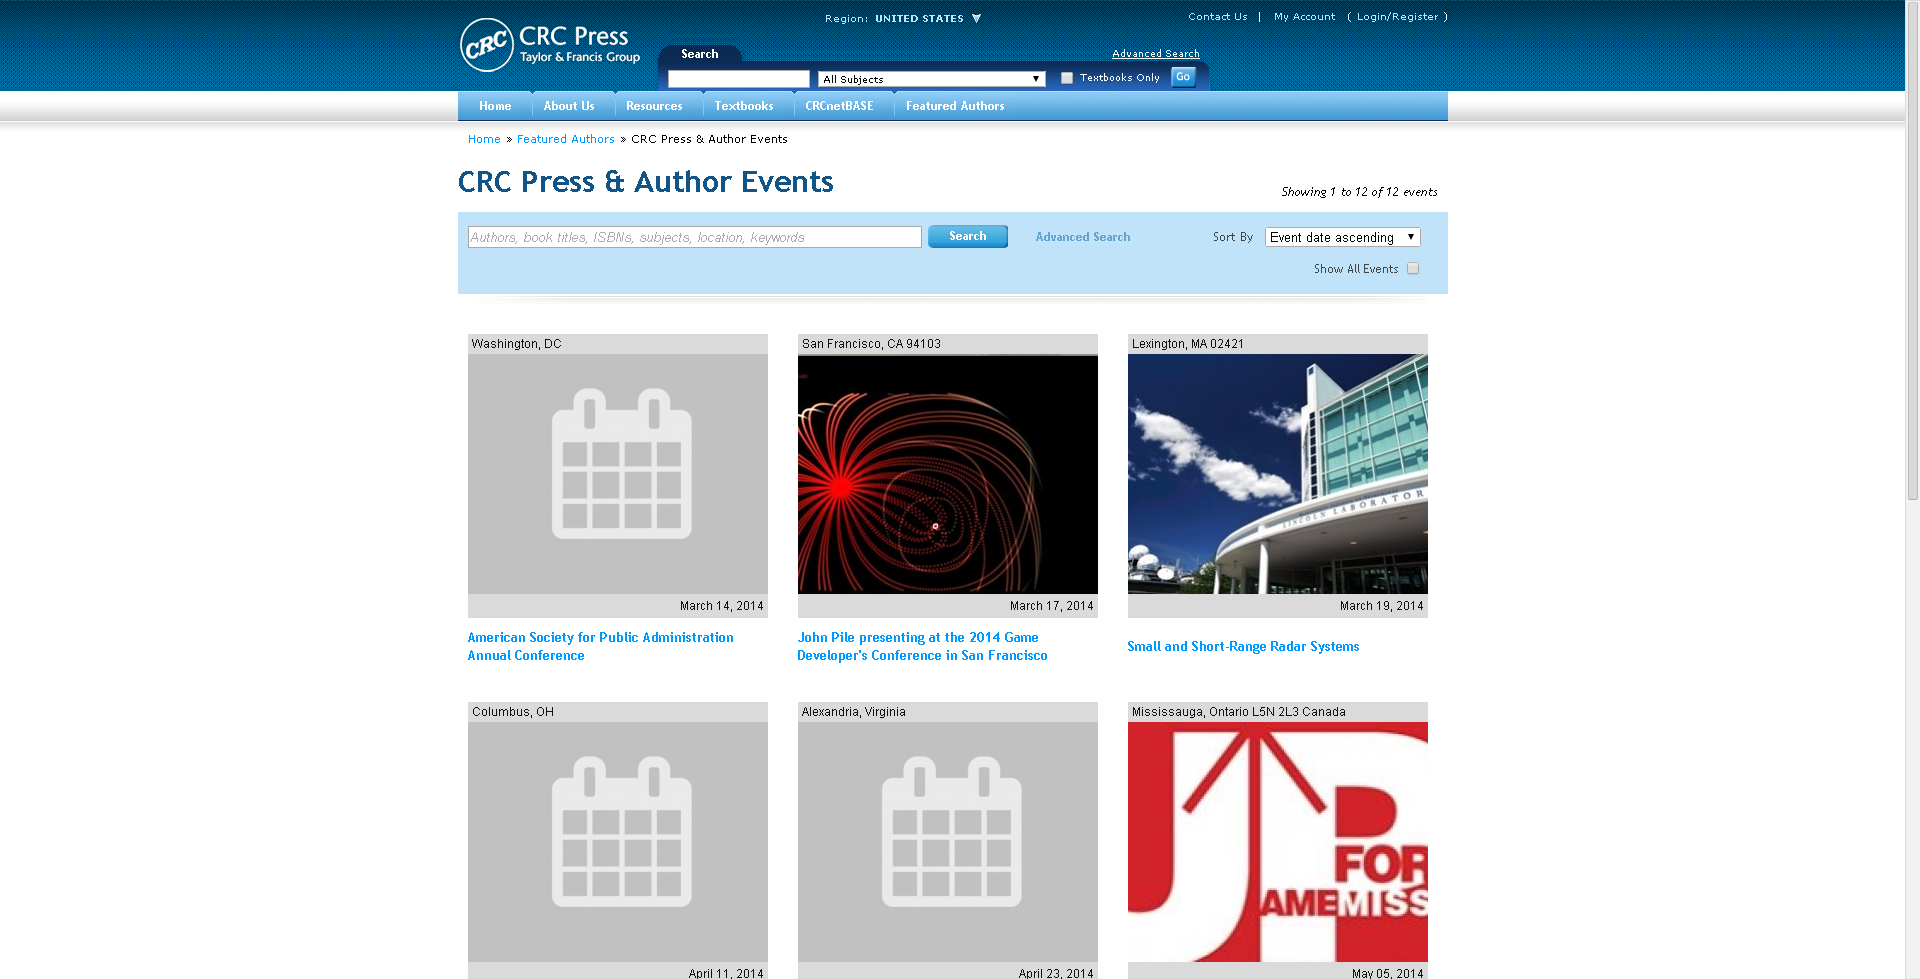 Region: UNITED STATES
Contact Us | My Account ( Login/Register )
CRC
CRC Press
Taylor & Francis Group
Search
Advanced Search
All Subjects
Textbooks Only
Go
Home
About Us
Resources
Textbooks
CRCnetBASE
Featured Authors
Home » Featured Authors » CRC Press & Author Events
CRC Press & Author Events
Showing 1 to 12 of 12 events
Authors, book titles, ISBNs, subjects, location, keywords
Search
Advanced Search
Sort By
Event date ascending
Show All Events
Washington, DC
March 14, 2014
American Society for Public Administration
Annual Conference
San Francisco, CA 94103
March 17, 2014
John Pile presenting at the 2014 Game
Developer's Conference in San Francisco
Lexington, MA 02421
LINCOLN LABORATOR
March 19, 2014
Small and Short-Range Radar Systems
Columbus, OH
April 11, 2014
Alexandria, Virginia
April 23, 2014
Mississauga, Ontario L5N 2L3 Canada
FOR
AMEMISS
May 05, 2014